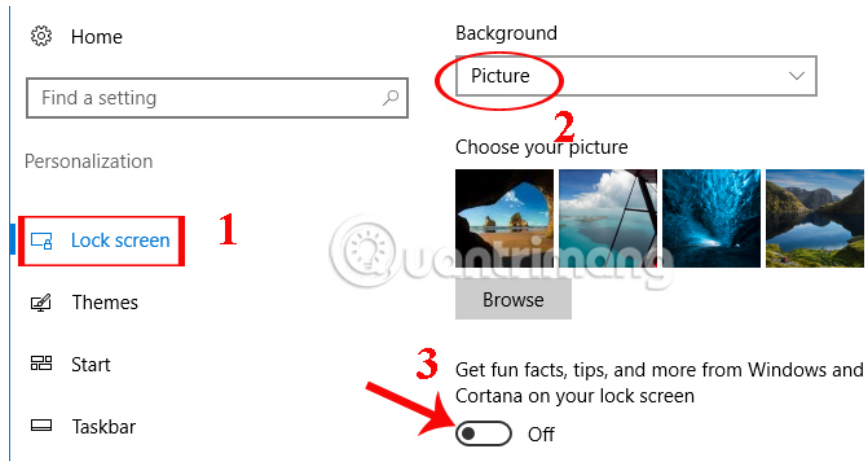 Home
Find a setting
Personalization
Lock screen
1
Themes
Start
Taskbar
Background
Picture
2
Choose your picture
Quantrimang
Browse
3
Get fun facts, tips, and more from Windows and
Cortana on your lock screen
Off